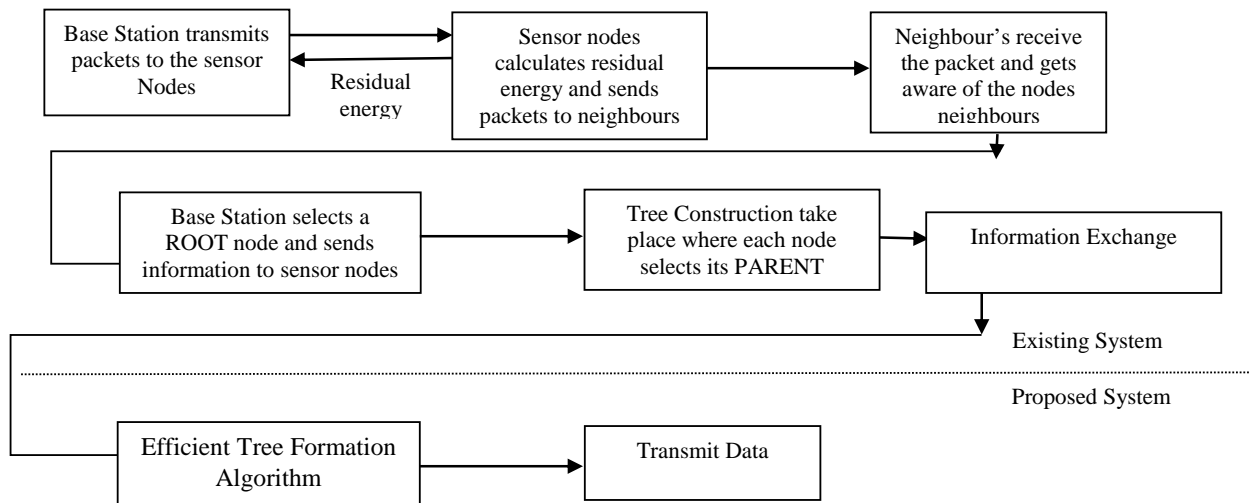 Base Station transmits
packets to the sensor
Nodes
Residual
energy
Sensor nodes
calculates residual
energy and sends
packets to neighbours
Neighbour’s receive
the packet and gets
aware of the nodes
neighbours
Base Station selects a
ROOT node and sends
information to sensor nodes
Tree Construction take
place where each node
selects its PARENT
Information Exchange
Existing System
Proposed System
Efficient Tree Formation
Algorithm
Transmit Data